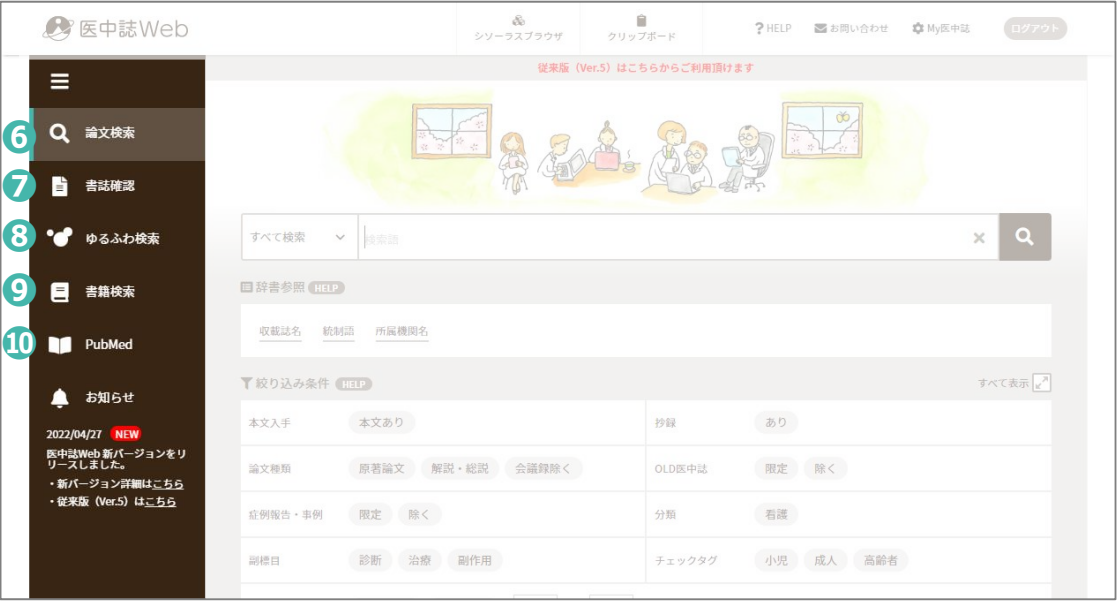 医中誌Web
シソーラスブラウザ
クリップボード
? HELP
お問い合わせ
My医中誌
ログアウト
従来版（Ver.5）はこちらからご利用頂けます
6 論文検索
7 書誌確認
8 ゆるふわ検索
9 書籍検索
10 PubMed
お知らせ
2022/04/27 NEW
医中誌Web 新バージョンをリ
リースしました。
・新バージョン詳細はこちら
・従来版（Ver.5）はこちら
すべて検索 検索語
辞書参照 HELP
収載誌名 統制語 所属機関名
絞り込み条件 HELP すべて表示
本文入手 本文あり 抄録 あり
論文種類 原著論文 解説・総説 会議録除く OLD医中誌 限定 除く
症例報告・事例 限定 除く 分類 看護
副標目 診断 治療 副作用 チェックタグ 小児 成人 高齢者